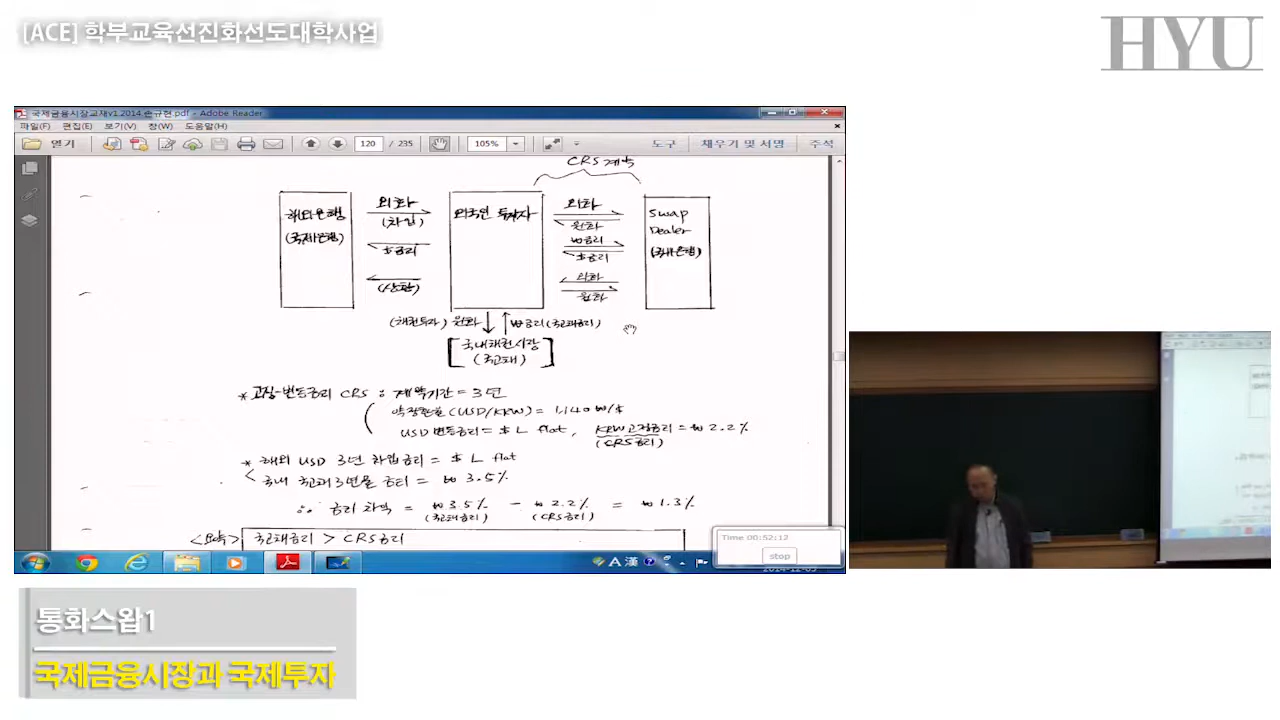 [ACE] 학부교육선진화선도대학사업
HYU
국제금융시장교재v1.2014.손규현.pdf - Adobe Reader
파일(F) 편집(E) 보기(V) 창(W) 도움말(H)
열기 120 / 235 105% 도구 채우기 및 서명 주석
CRS 계약
해외은행
(국제은행)
외화
(차입)
$금리
(상환)
외국인 투자자
외화
원화
₩금리
$금리
외화
원화
Swap
Dealer
(국내은행)
(채권투자) 원화 ₩금리(국고채금리)
국내채권시장
(국고채)
* 고정-변동금리 CRS : 계약기간 = 3년
약정환율 (USD/KRW) = 1,140 ₩/$
USD 변동금리 = $ L flat, KRW 고정금리 = ₩ 2.2%
(CRS금리)
* 해외 USD 3년 차입금리 = $ L flat
국내 국고채 3년물 금리 = ₩ 3.5%
∴ 금리차익 = ₩3.5% - ₩2.2% = ₩1.3%
(국고채금리) (CRS금리)
<요약> 국고채금리 > CRS금리
Time 00:52:12
stop
A 漢
통화스왑1
국제금융시장과 국제투자